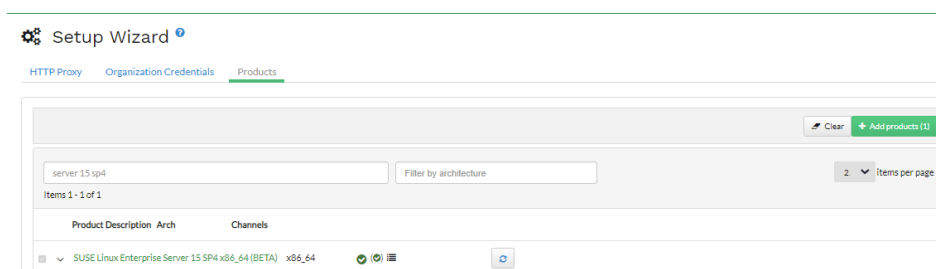 Setup Wizard ?
HTTP Proxy Organization Credentials Products
Clear + Add products (1)
server 15 sp4 Filter by architecture 2 items per page
Items 1 - 1 of 1
Product Description Arch Channels
SUSE Linux Enterprise Server 15 SP4 x86_64 (BETA) x86_64